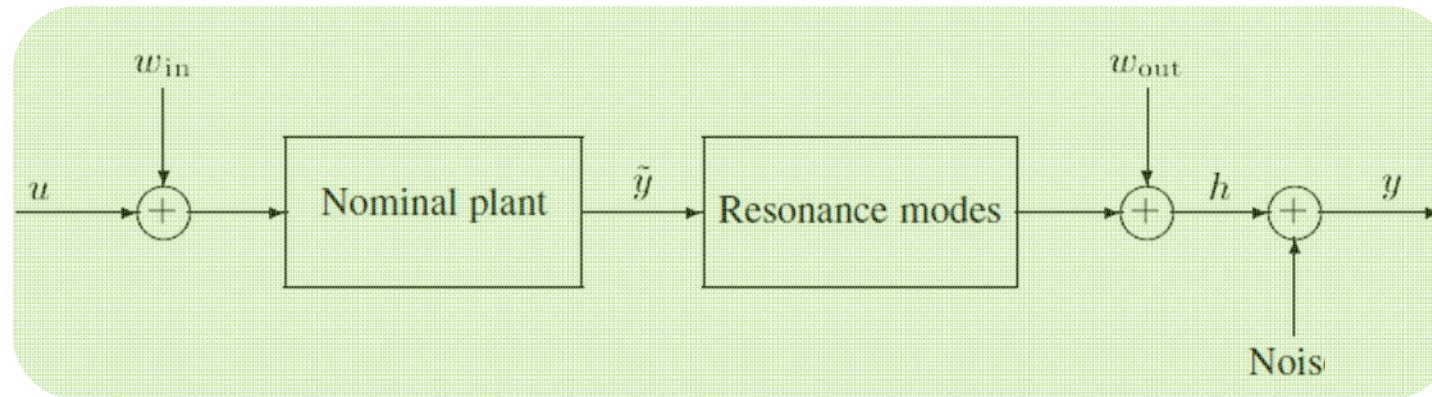 w_in
w_out
u
Nominal plant
ỹ
Resonance modes
h
y
+
+
+